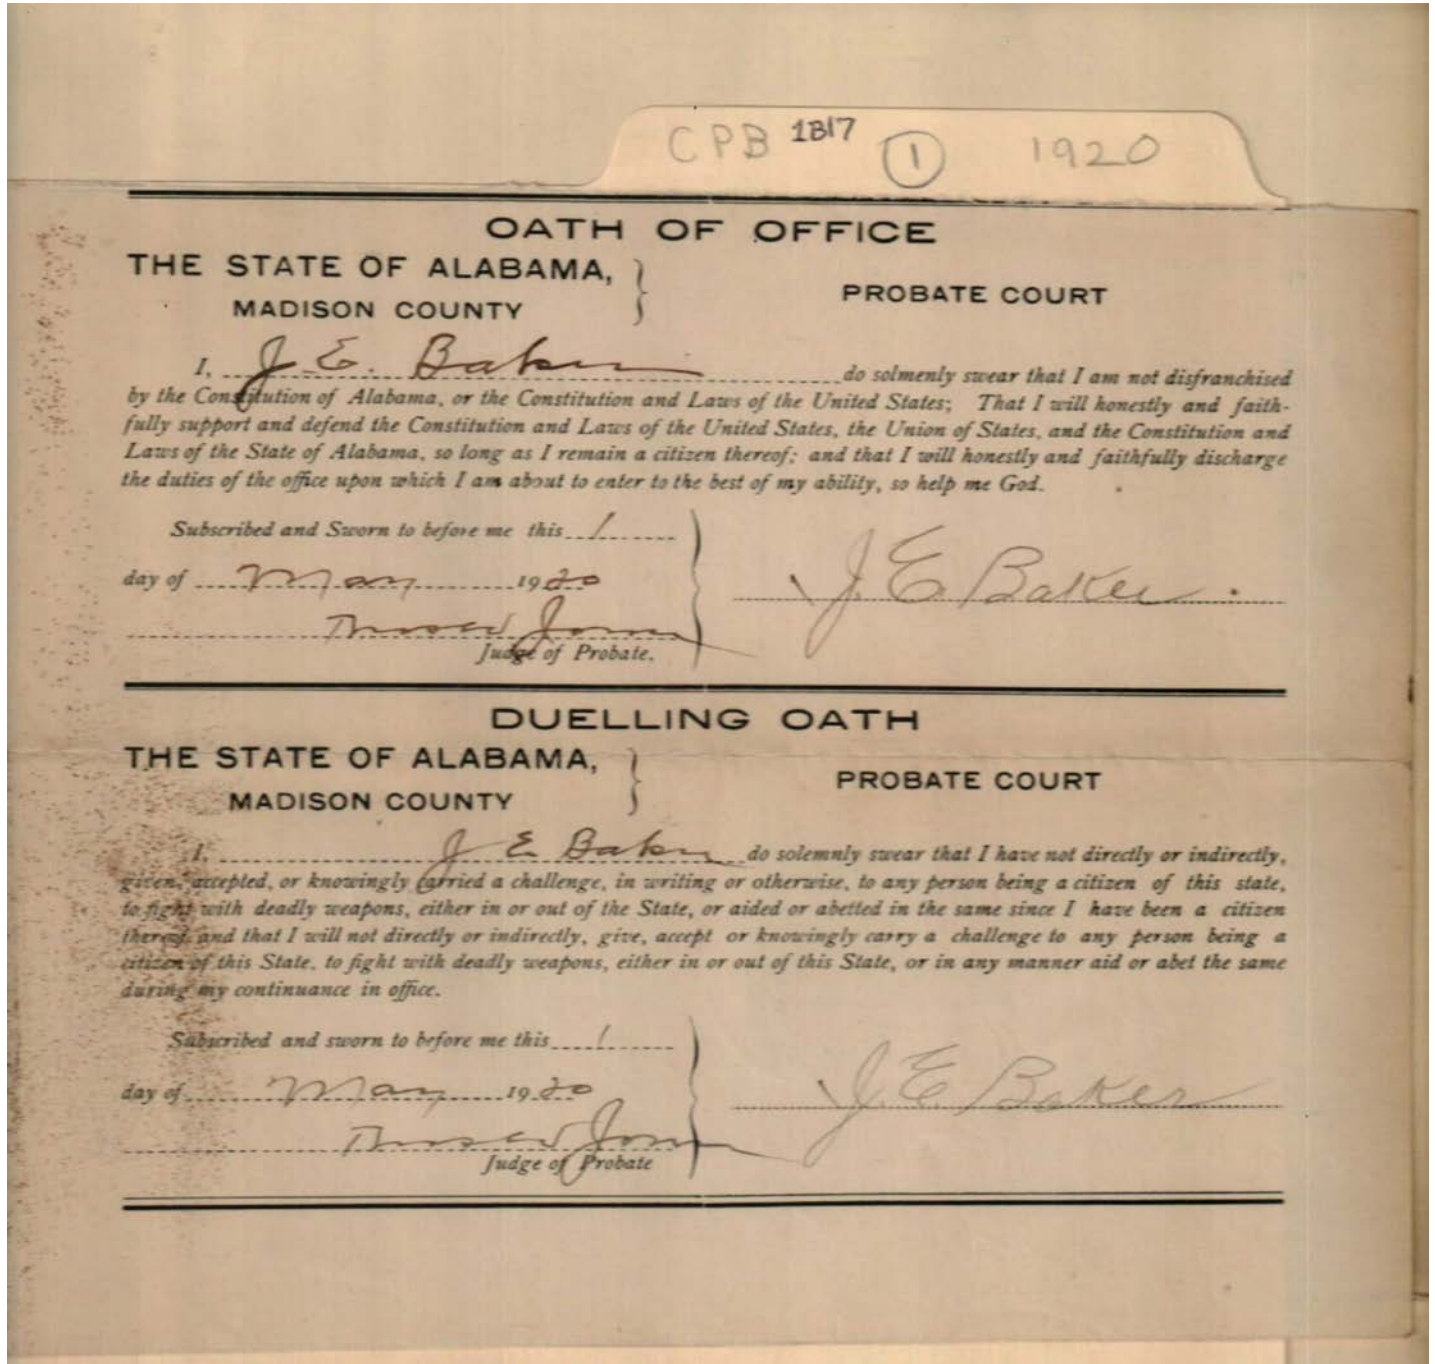 CPB 1B17 1 1920
OATH OF OFFICE
THE STATE OF ALABAMA,
MADISON COUNTY
PROBATE COURT
I, J. E. Baker do solmenly swear that I am not disfranchised
by the Constitution of Alabama, or the Constitution and Laws of the United States; That I will honestly and faith-
fully support and defend the Constitution and Laws of the United States, the Union of States, and the Constitution and
Laws of the State of Alabama, so long as I remain a citizen thereof; and that I will honestly and faithfully discharge
the duties of the office upon which I am about to enter to the best of my ability, so help me God.
Subscribed and Sworn to before me this 1
day of May 1920
J. E. Baker.
Thos W Jones
Judge of Probate.
DUELLING OATH
THE STATE OF ALABAMA,
MADISON COUNTY
PROBATE COURT
I, J E Baker do solemnly swear that I have not directly or indirectly,
given, accepted, or knowingly carried a challenge, in writing or otherwise, to any person being a citizen of this state,
to fight with deadly weapons, either in or out of the State, or aided or abetted in the same since I have been a citizen
thereof and that I will not directly or indirectly, give, accept or knowingly carry a challenge to any person being a
citizen of this State, to fight with deadly weapons, either in or out of this State, or in any manner aid or abet the same
during my continuance in office.
Subscribed and sworn to before me this 1
day of May 1920
J. E. Baker
Thos W Jones
Judge of Probate